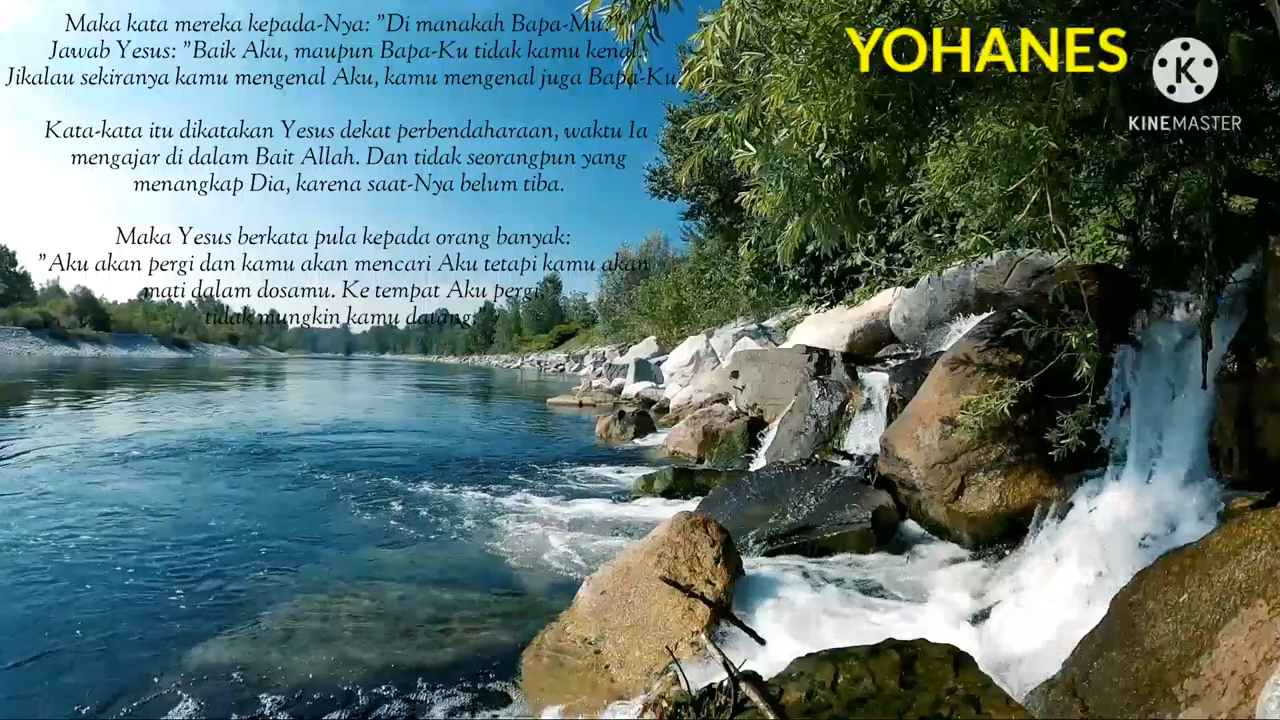 Maka kata mereka kepada-Nya: "Di manakah Bapa-Mu?"
Jawab Yesus: "Baik Aku, maupun Bapa-Ku tidak kamu kenal.
Jikalau sekiranya kamu mengenal Aku, kamu mengenal juga Bapa-Ku."
Kata-kata itu dikatakan Yesus dekat perbendaharaan, waktu Ia
mengajar di dalam Bait Allah. Dan tidak seorangpun yang
menangkap Dia, karena saat-Nya belum tiba.
Maka Yesus berkata pula kepada orang banyak:
"Aku akan pergi dan kamu akan mencari Aku tetapi kamu akan
mati dalam dosamu. Ke tempat Aku pergi,
tidak mungkin kamu datang."
YOHANES
K
KINEMASTER